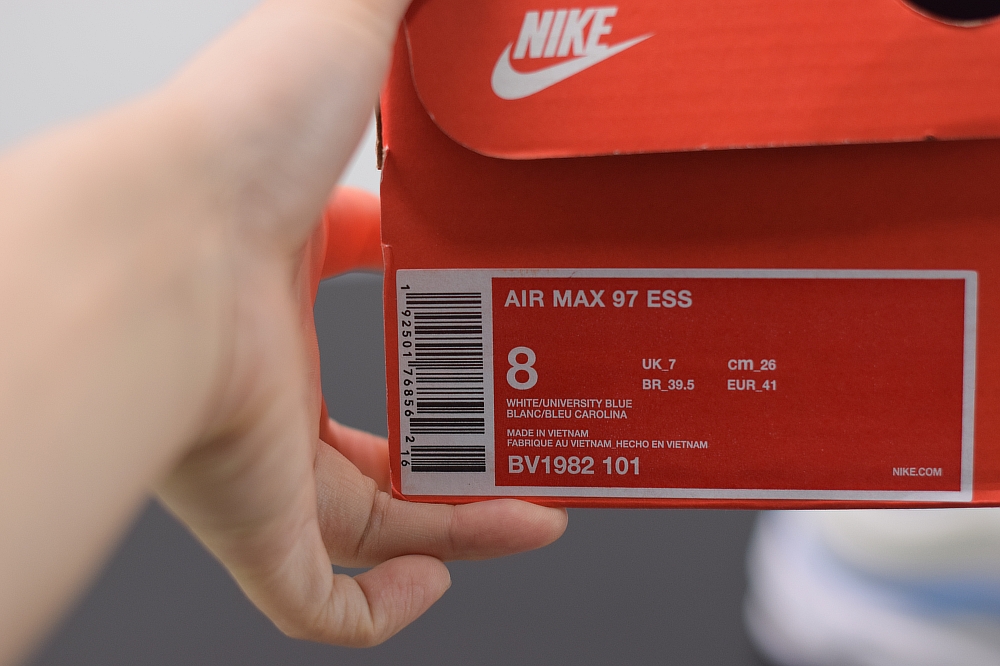 NIKE
AIR MAX 97 ESS
8
UK_7 cm_26
BR_39.5 EUR_41
WHITE/UNIVERSITY BLUE
BLANC/BLEU CAROLINA
MADE IN VIETNAM
FABRIQUE AU VIETNAM_HECHO EN VIETNAM
BV1982 101
NIKE.COM
1 92501 76856 2 16